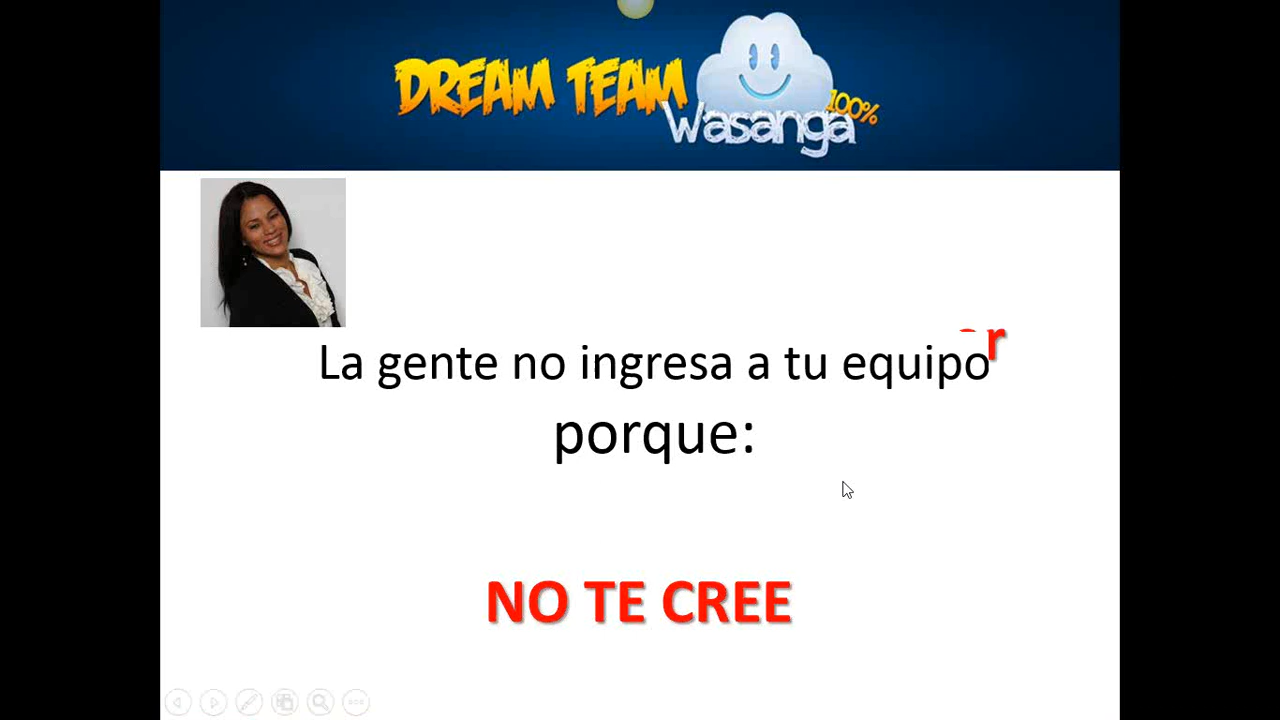 DREAM TEAM
100%
Wasanga
La gente no ingresa a tu equipo
porque:
NO TE CREE